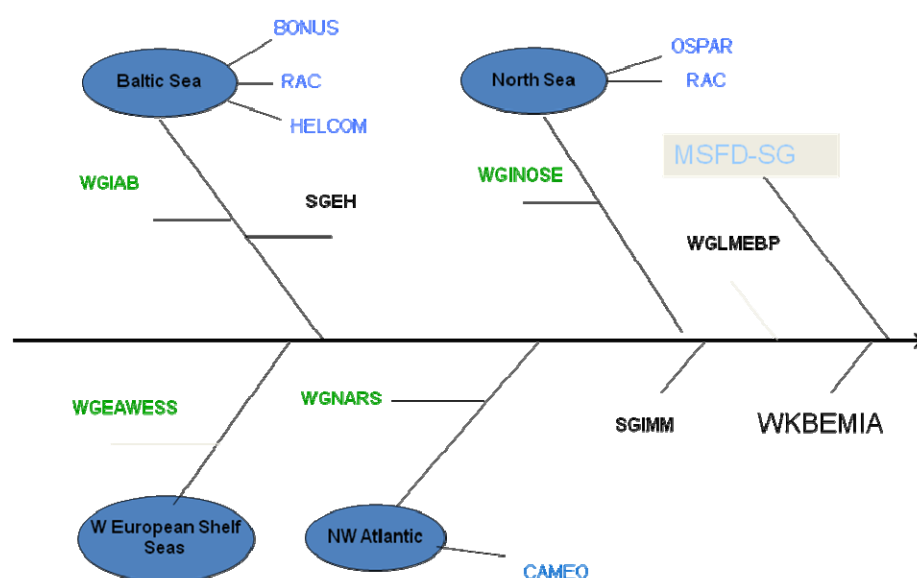 BONUS
Baltic Sea
RAC
HELCOM
OSPAR
North Sea
RAC
MSFD-SG
WGIAB
SGEH
WGINOSE
WGLMEBP
WGEAWESS
WGNARS
SGIMM
WKBEMIA
W European Shelf
Seas
NW Atlantic
CAMEO